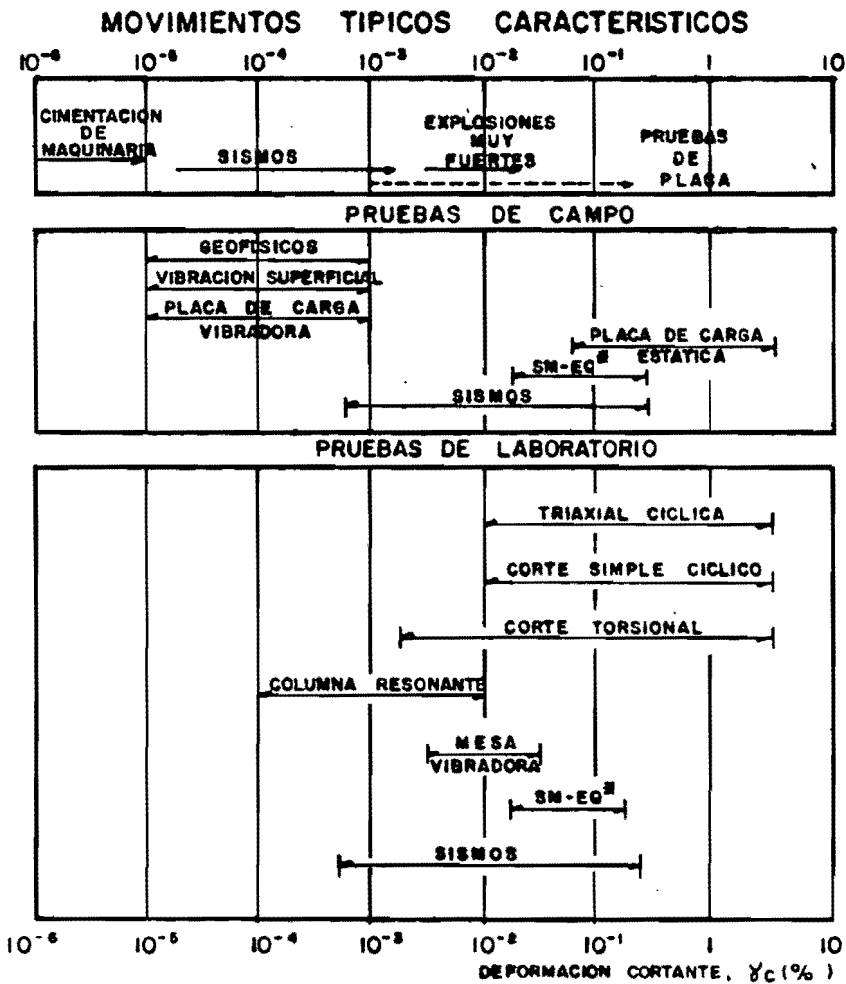 MOVIMIENTOS TIPICOS CARACTERISTICOS
10⁻⁶ 10⁻⁵ 10⁻⁴ 10⁻³ 10⁻² 10⁻¹ 1 10
CIMENTACION
DE
MAQUINARIA
SISMOS
EXPLOSIONES
MUY
FUERTES
PRUEBAS
DE
PLACA
PRUEBAS DE CAMPO
GEOFISICOS
VIBRACION SUPERFICIAL
PLACA DE CARGA
VIBRADORA
PLACA DE CARGA
ESTATICA
SM-EQ*
SISMOS
PRUEBAS DE LABORATORIO
TRIAXIAL CICLICA
CORTE SIMPLE CICLICO
CORTE TORSIONAL
COLUMNA RESONANTE
MESA
VIBRADORA
SM-EQ*
SISMOS
10⁻⁶ 10⁻⁵ 10⁻⁴ 10⁻³ 10⁻² 10⁻¹ 1 10
DEFORMACION CORTANTE, γc (%)